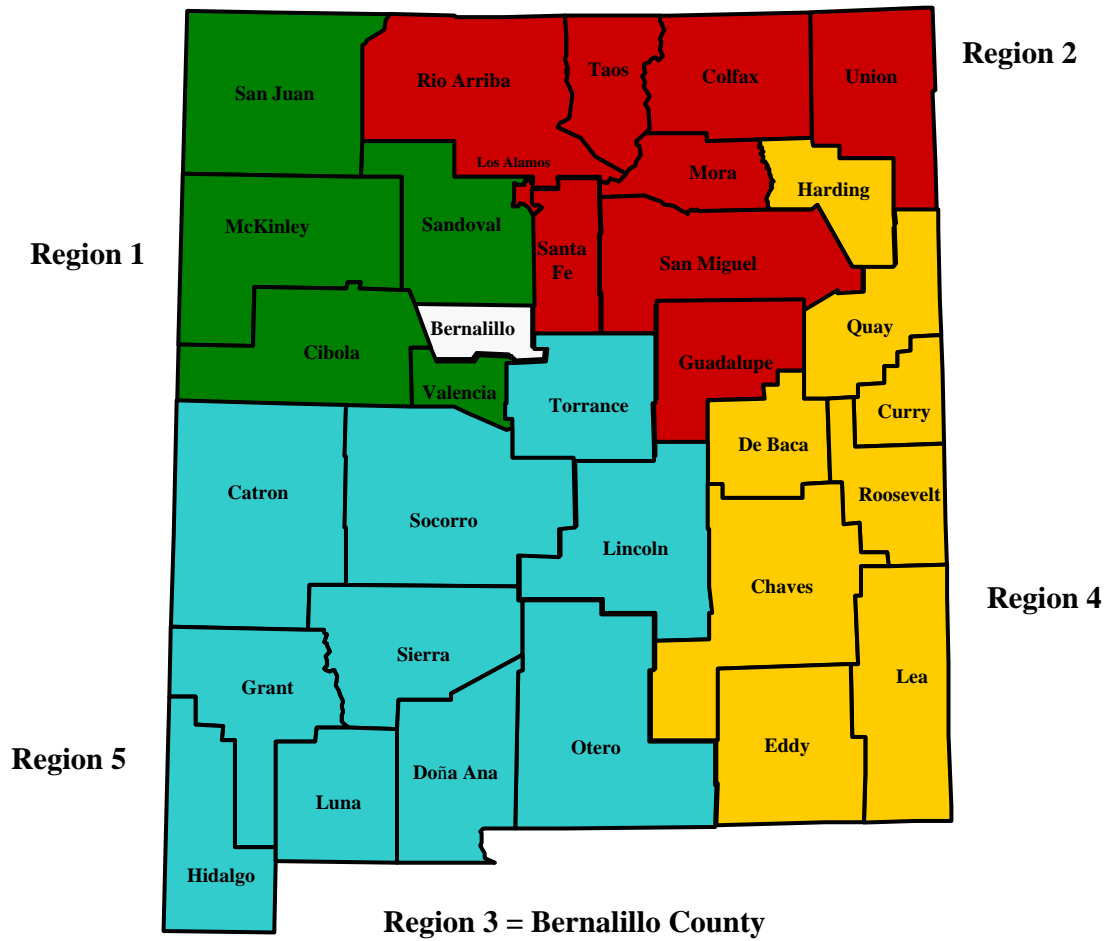 Region 2
Taos
Colfax
Union
Rio Arriba
San Juan
Los Alamos
Mora
Harding
McKinley
Sandoval
Region 1
Santa
Fe
San Miguel
Bernalillo
Quay
Cibola
Guadalupe
Valencia
Torrance
Curry
De Baca
Catron
Roosevelt
Socorro
Lincoln
Chaves
Region 4
Sierra
Lea
Grant
Otero
Eddy
Region 5
Doña Ana
Luna
Hidalgo
Region 3 = Bernalillo County